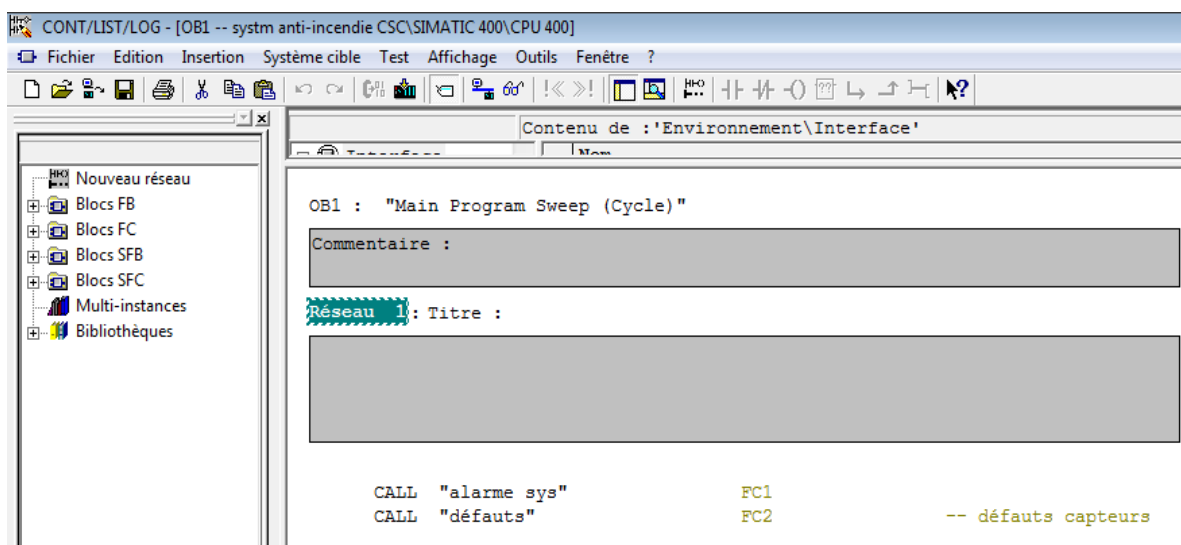 CONT/LIST/LOG - [OB1 -- systm anti-incendie CSC\SIMATIC 400\CPU 400]
Fichier Edition Insertion Système cible Test Affichage Outils Fenêtre ?
Contenu de :'Environnement\Interface'
Interface Nom
Nouveau réseau
Blocs FB
Blocs FC
Blocs SFB
Blocs SFC
Multi-instances
Bibliothèques
OB1 : "Main Program Sweep (Cycle)"
Commentaire :
Réseau 1: Titre :
CALL "alarme sys" FC1
CALL "défauts" FC2 -- défauts capteurs